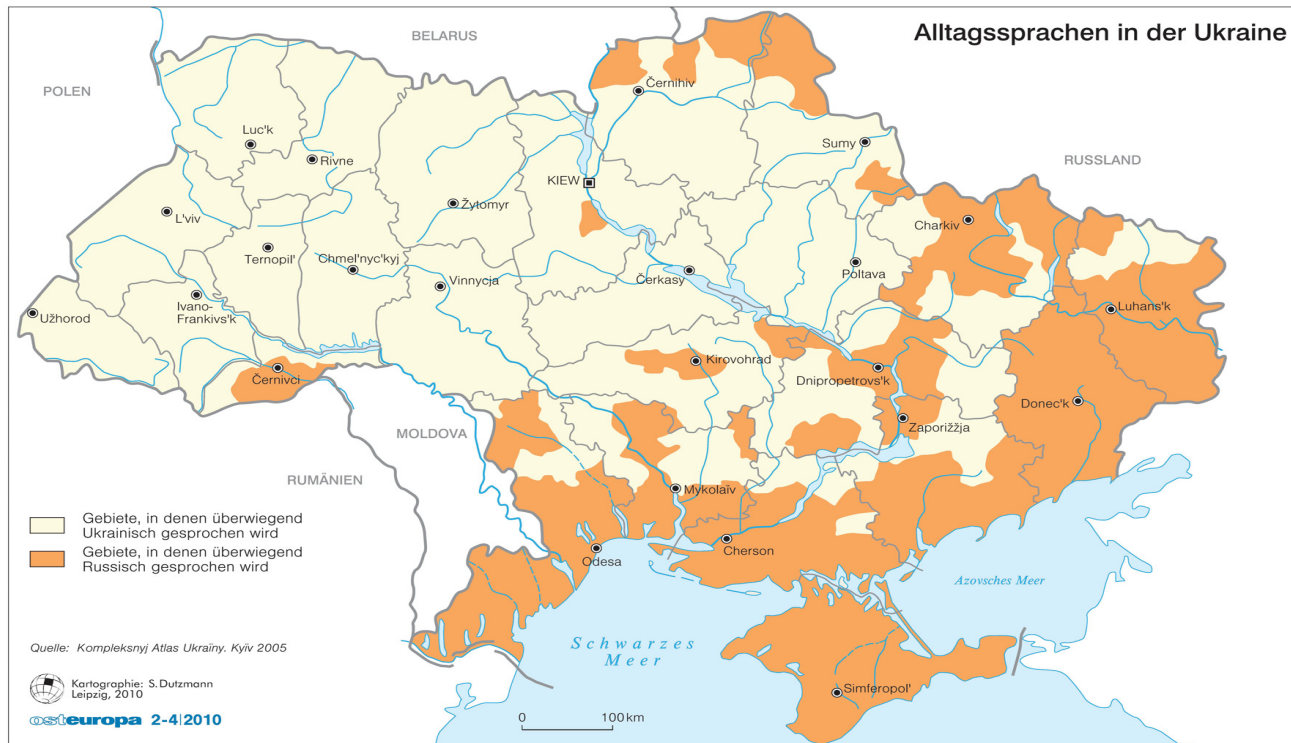 Alltagssprachen in der Ukraine
BELARUS
POLEN
RUSSLAND
Černihiv
Luc'k
Rivne
Sumy
KIEW
Žytomyr
L'viv
Charkiv
Ternopil'
Chmel'nyc'kyj
Vinnycja
Čerkasy
Poltava
Ivano-
Frankivs'k
Užhorod
Luhans'k
Černivci
Kirovohrad
Dnipropetrovs'k
Donec'k
Zaporižžja
MOLDOVA
RUMÄNIEN
Mykolaïv
Cherson
Odesa
Azovsches Meer
Schwarzes
Meer
Simferopol'
Gebiete, in denen überwiegend
Ukrainisch gesprochen wird
Gebiete, in denen überwiegend
Russisch gesprochen wird
Quelle: Kompleksnyj Atlas Ukraïny. Kyïv 2005
Kartographie: S. Dutzmann
Leipzig, 2010
osteuropa 2-4|2010
0 100 km